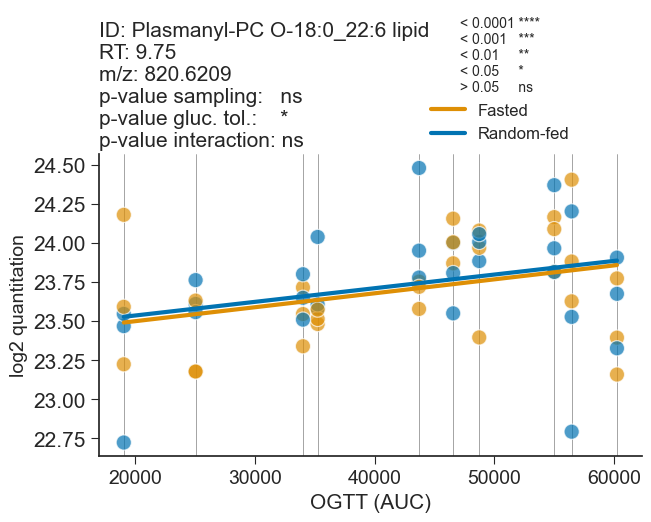 ID: Plasmanyl-PC O-18:0_22:6 lipid
RT: 9.75
m/z: 820.6209
p-value sampling: ns
p-value gluc. tol.: *
p-value interaction: ns
< 0.0001 ****
< 0.001 ***
< 0.01 **
< 0.05 *
> 0.05 ns
Fasted
Random-fed
log2 quantitation
24.50
24.25
24.00
23.75
23.50
23.25
23.00
22.75
20000 30000 40000 50000 60000
OGTT (AUC)